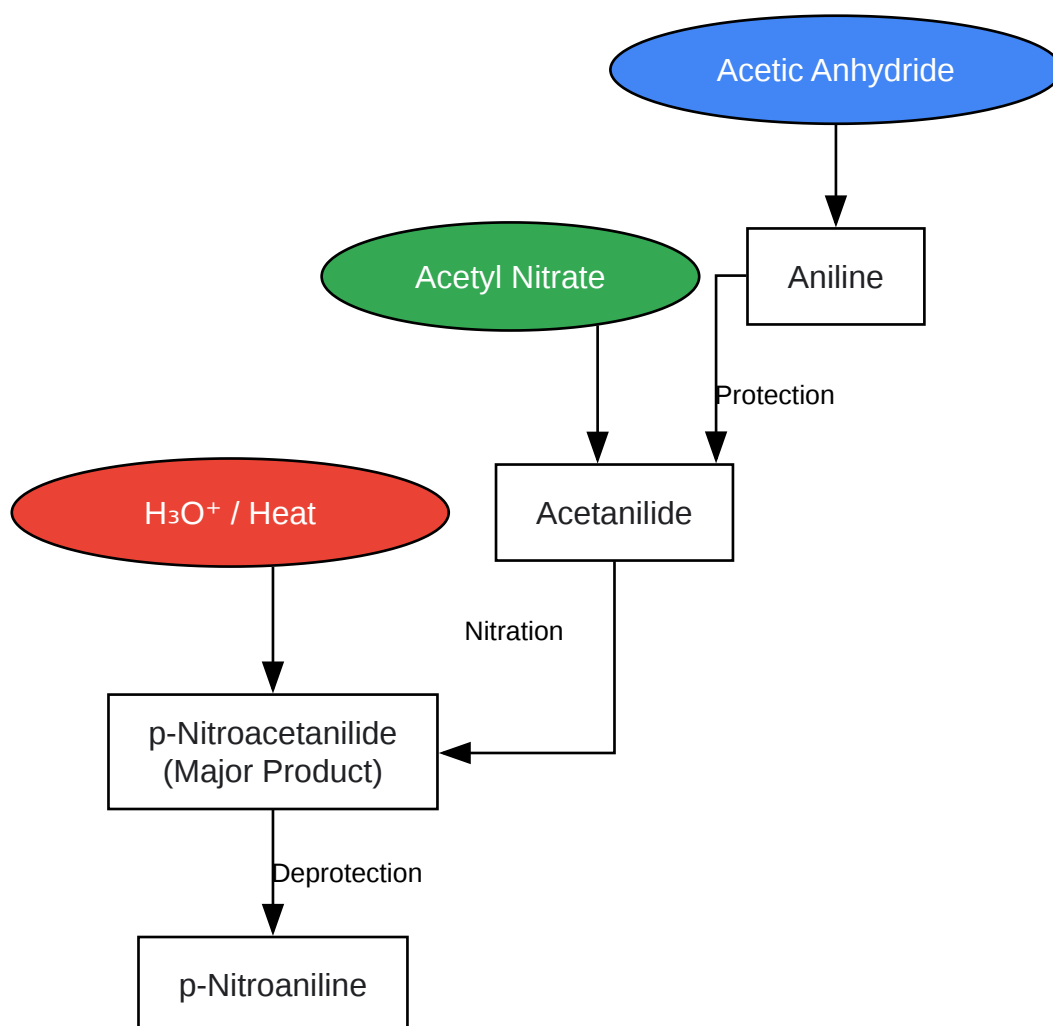 Acetic Anhydride
Acetyl Nitrate
Aniline
Protection
H₃O⁺ / Heat
Acetanilide
Nitration
p-Nitroacetanilide
(Major Product)
Deprotection
p-Nitroaniline